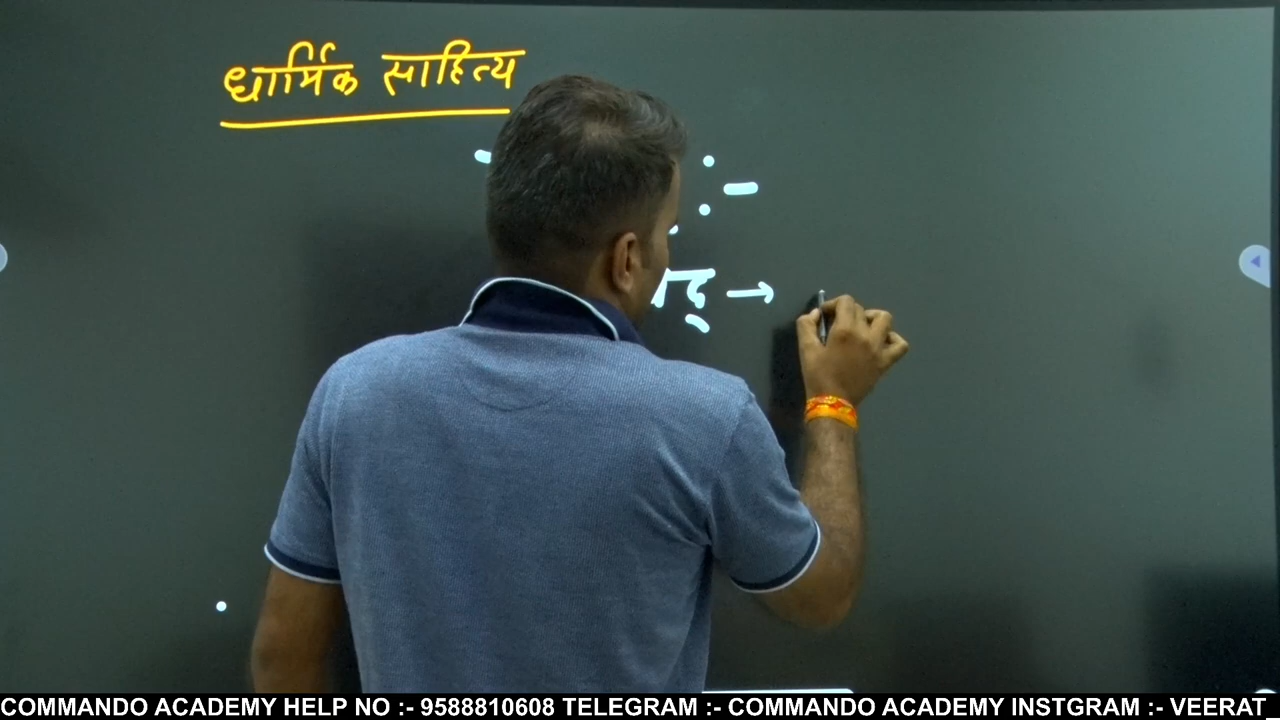 धार्मिक साहित्य
COMMANDO ACADEMY HELP NO :- 9588810608 TELEGRAM :- COMMANDO ACADEMY INSTGRAM :- VEERAT